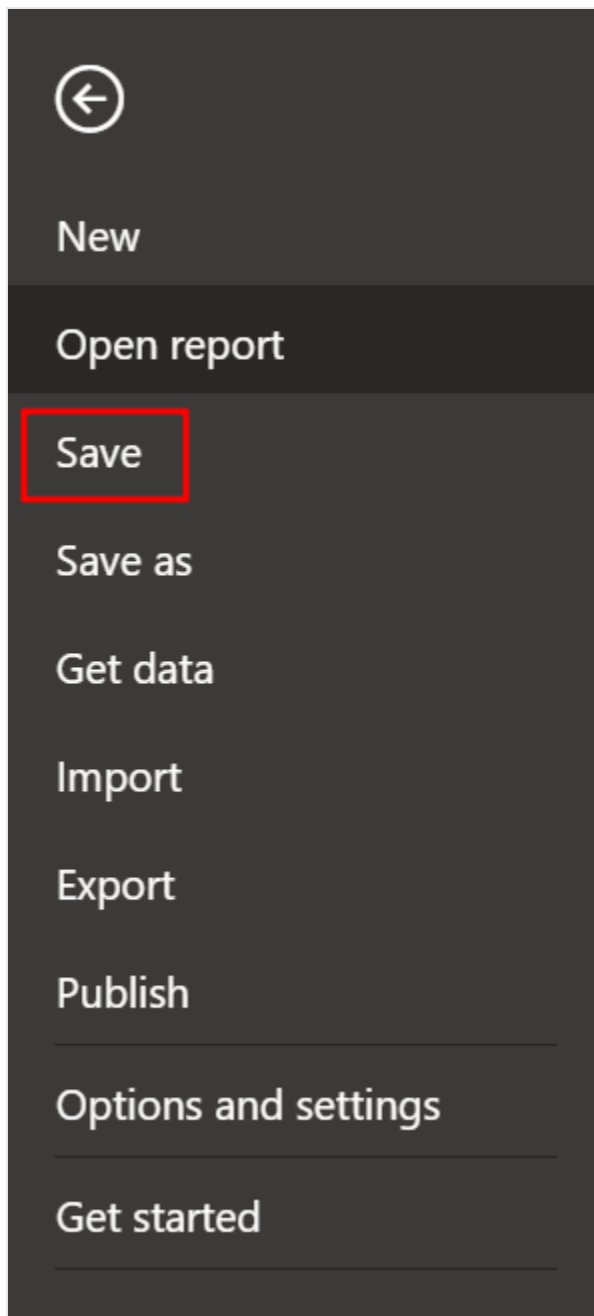 New
Open report
Save
Save as
Get data
Import
Export
Publish
Options and settings
Get started